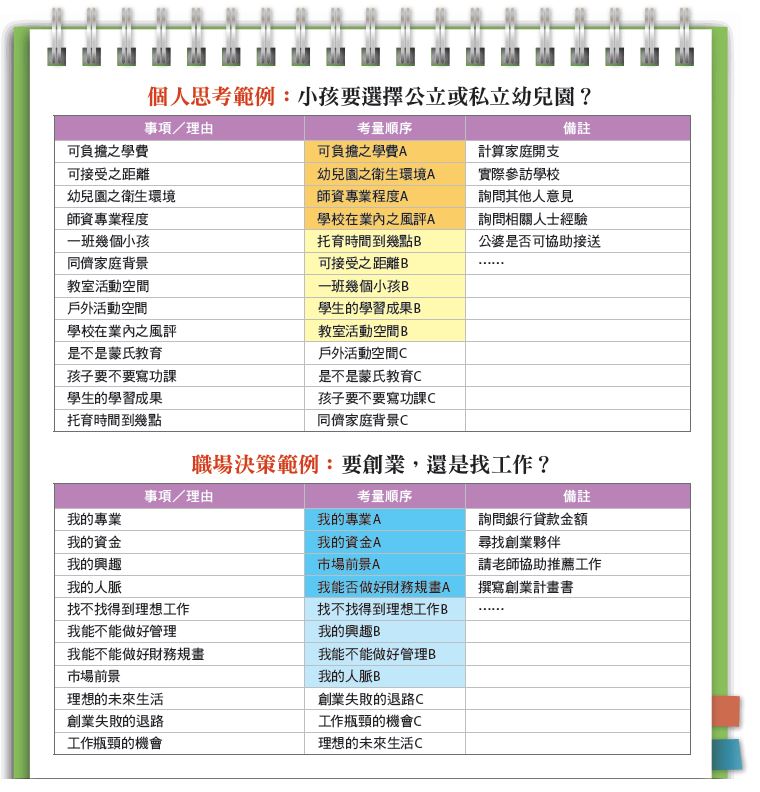 個人思考範例：小孩要選擇公立或私立幼兒園？
事項／理由 考量順序 備註
可負擔之學費 可負擔之學費A 計算家庭開支
可接受之距離 幼兒園之衛生環境A 實際參訪學校
幼兒園之衛生環境 師資專業程度A 詢問其他人意見
師資專業程度 學校在業內之風評A 詢問相關人士經驗
一班幾個小孩 托育時間到幾點B 公婆是否可協助接送
同儕家庭背景 可接受之距離B ……
教室活動空間 一班幾個小孩B
戶外活動空間 學生的學習成果B
學校在業內之風評 教室活動空間B
是不是蒙氏教育 戶外活動空間C
孩子要不要寫功課 是不是蒙氏教育C
學生的學習成果 孩子要不要寫功課C
托育時間到幾點 同儕家庭背景C
職場決策範例：要創業，還是找工作？
事項／理由 考量順序 備註
我的專業 我的專業A 詢問銀行貸款金額
我的資金 我的資金A 尋找創業夥伴
我的興趣 市場前景A 請老師協助推薦工作
我的人脈 我能否做好財務規畫A 撰寫創業計畫書
找不找得到理想工作 找不找得到理想工作B ……
我能不能做好管理 我的興趣B
我能不能做好財務規畫 我能不能做好管理B
市場前景 我的人脈B
理想的未來生活 創業失敗的退路C
創業失敗的退路 工作瓶頸的機會C
工作瓶頸的機會 理想的未來生活C